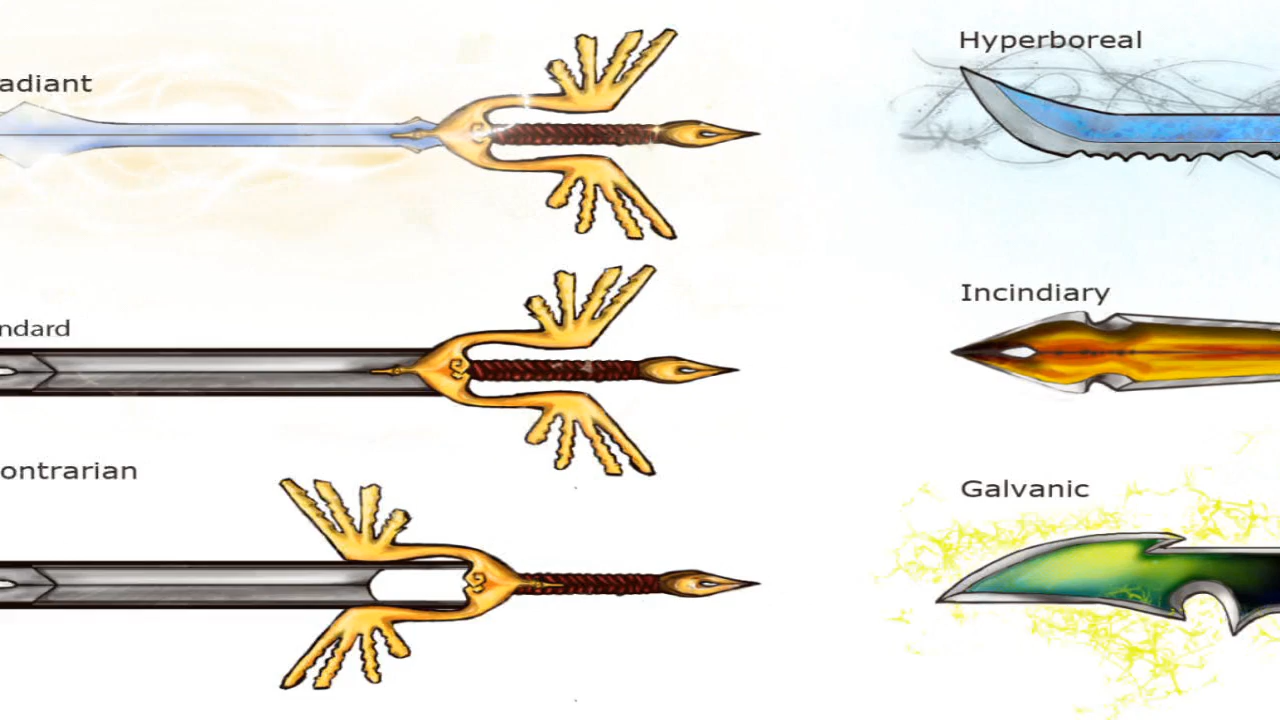 adiant
Hyperboreal
Incindiary
ndard
ontrarian
Galvanic